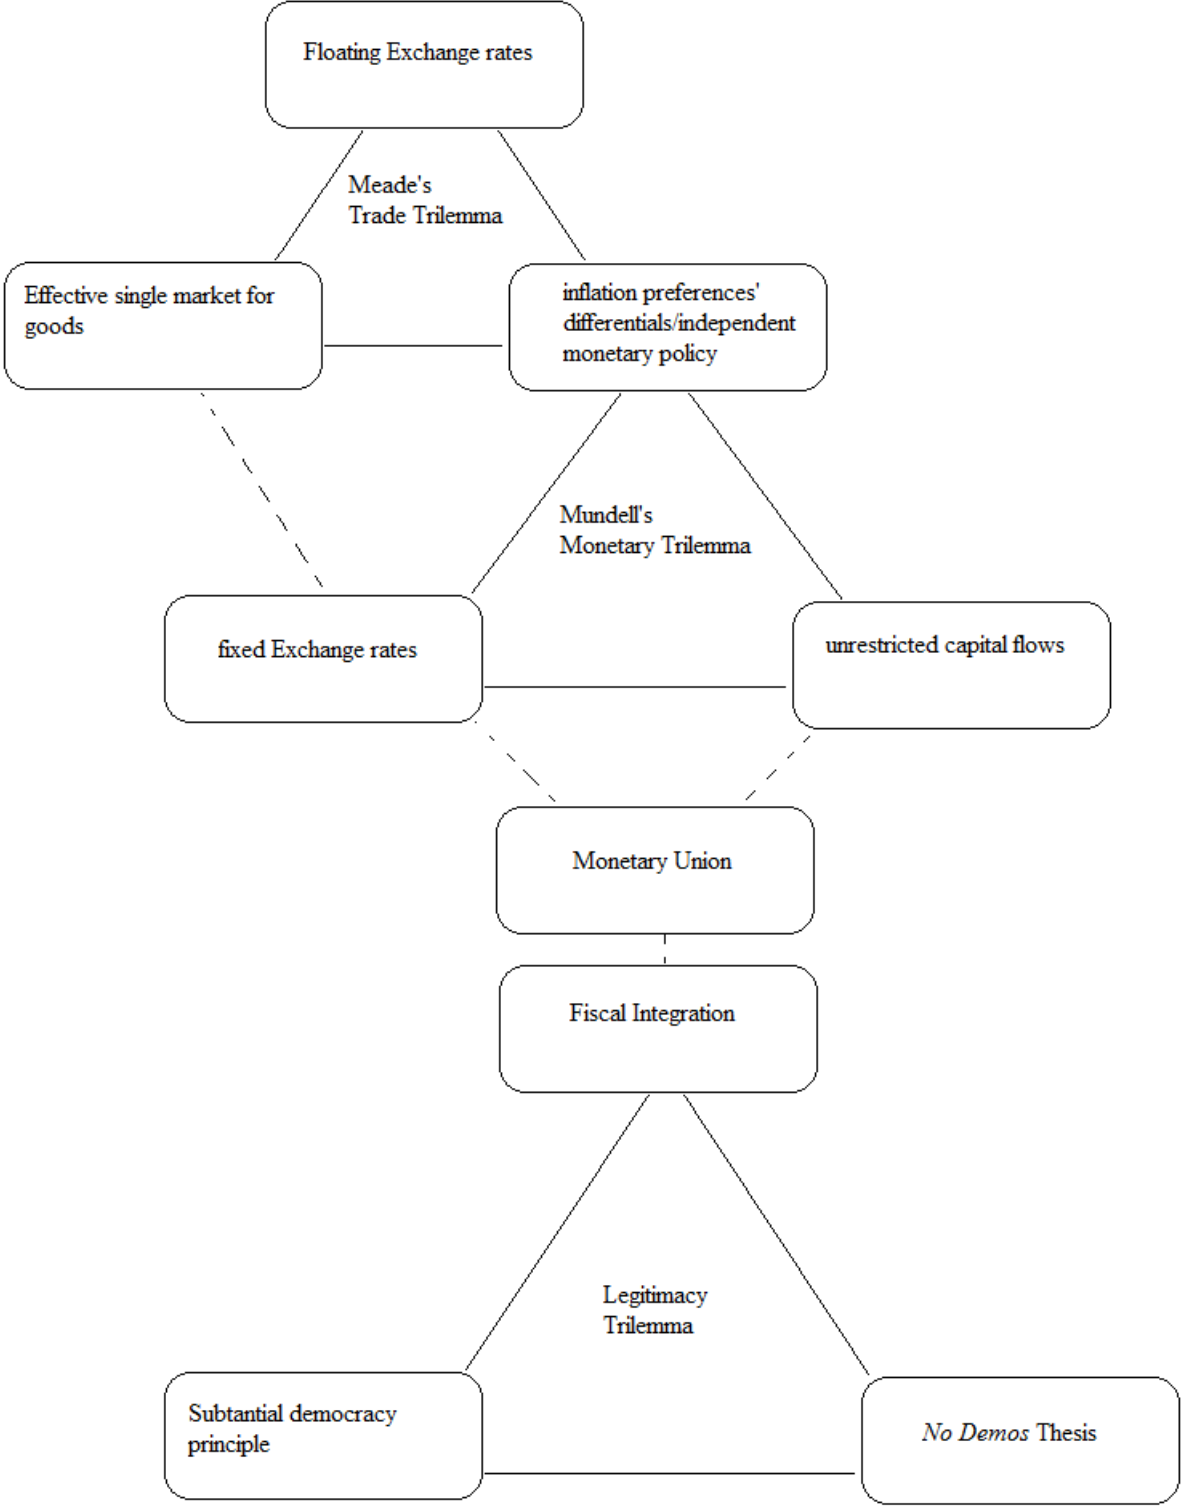 Floating Exchange rates
Meade's
Trade Trilemma
Effective single market for
goods
inflation preferences'
differentials/independent
monetary policy
Mundell's
Monetary Trilemma
fixed Exchange rates
unrestricted capital flows
Monetary Union
Fiscal Integration
Legitimacy
Trilemma
Subtantial democracy
principle
No Demos Thesis